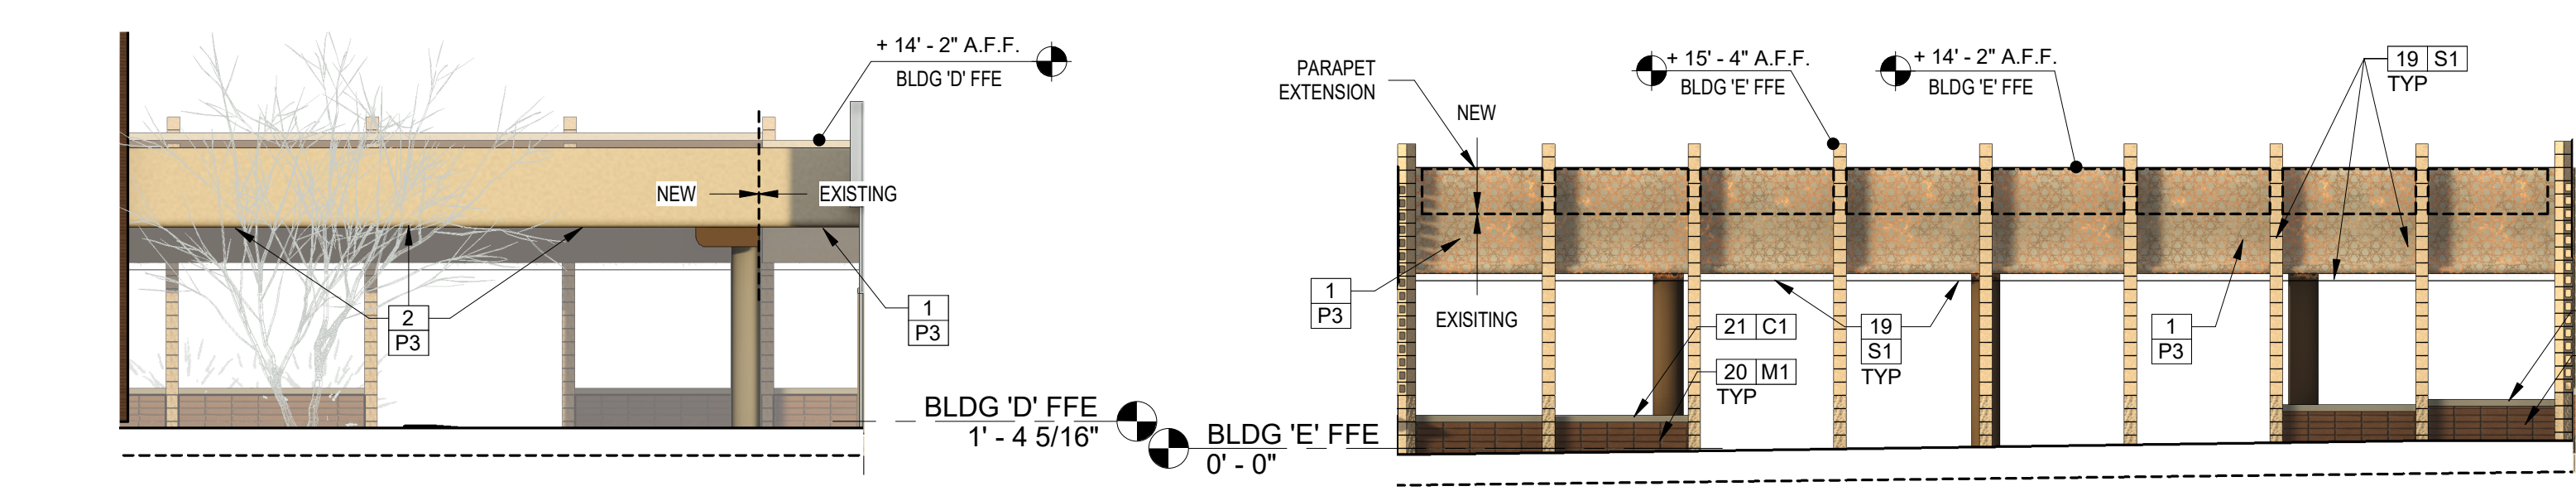 + 14' - 2" A.F.F.
BLDG 'D' FFE
NEW
EXISTING
2
P3
1
P3
BLDG 'D' FFE
1' - 4 5/16"
BLDG 'E' FFE
0' - 0"
PARAPET
EXTENSION
NEW
+ 15' - 4" A.F.F.
BLDG 'E' FFE
+ 14' - 2" A.F.F.
BLDG 'E' FFE
19 S1
TYP
1
P3
EXISITING
21 C1
20 M1
TYP
19
S1
TYP
1
P3